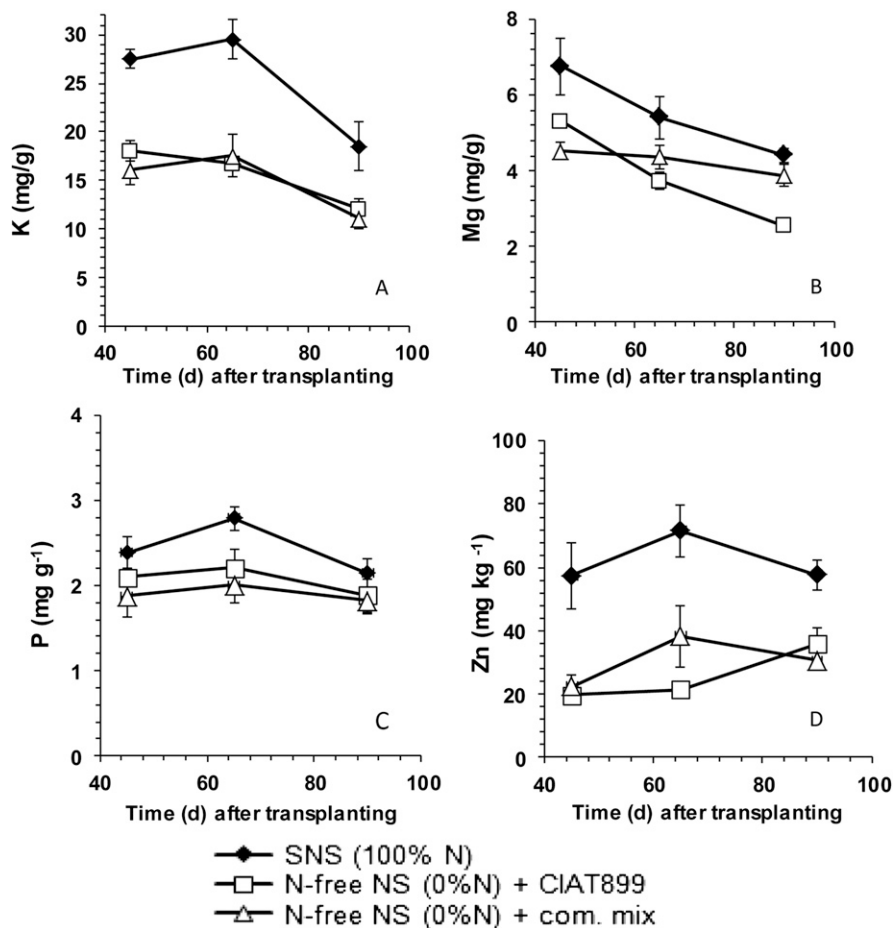 30
25
20
15
10
5
0
K (mg/g)
A
40 60 80 100
Time (d) after transplanting
8
6
4
2
0
Mg (mg/g)
B
40 60 80 100
Time (d) after transplanting
4
3
2
1
0
P (mg g-1)
C
40 60 80 100
Time (d) after transplanting
100
80
60
40
20
0
Zn (mg kg -1)
D
40 60 80 100
Time (d) after transplanting
SNS (100% N)
N-free NS (0%N) + CIAT899
N-free NS (0%N) + com. mix